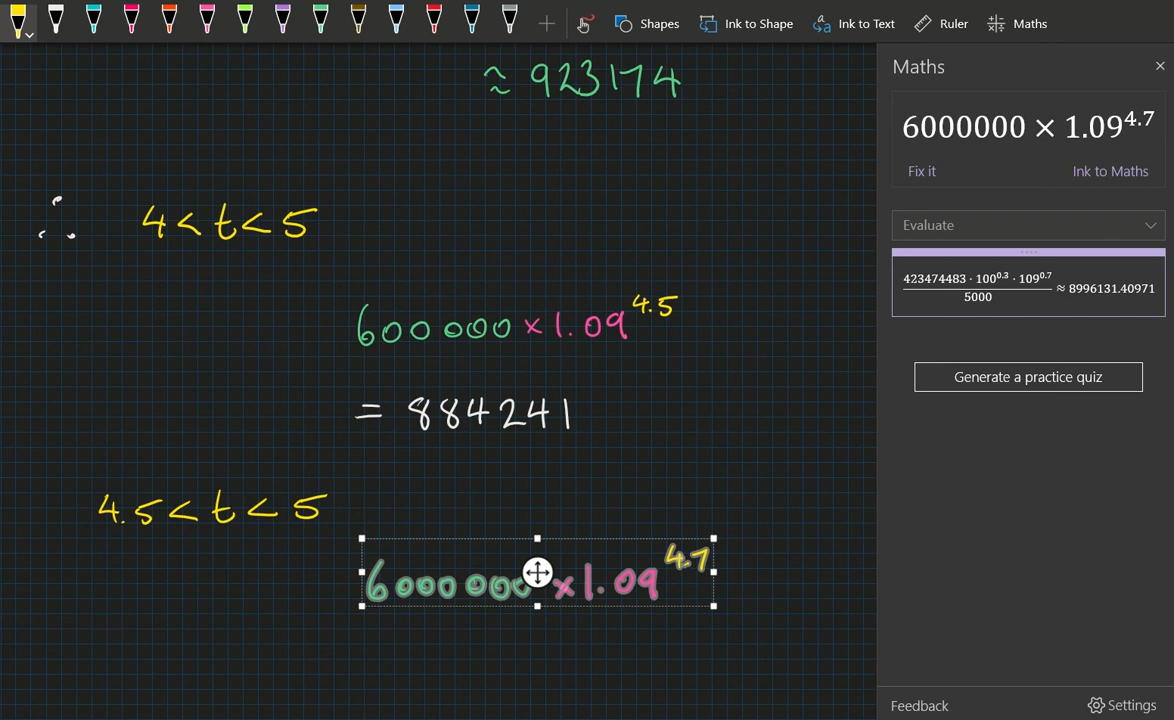 Shapes Ink to Shape Ink to Text Ruler Maths
≈ 923174
∴ 4 < t < 5
600000 × 1.09^4.5
= 884241
4.5 < t < 5
6000000 × 1.09^4.7
Maths
6000000 × 1.09^4.7
Fix it Ink to Maths
Evaluate
423474483 · 100^0.3 · 109^0.7 / 5000 ≈ 8996131.40971
Generate a practice quiz
Feedback Settings